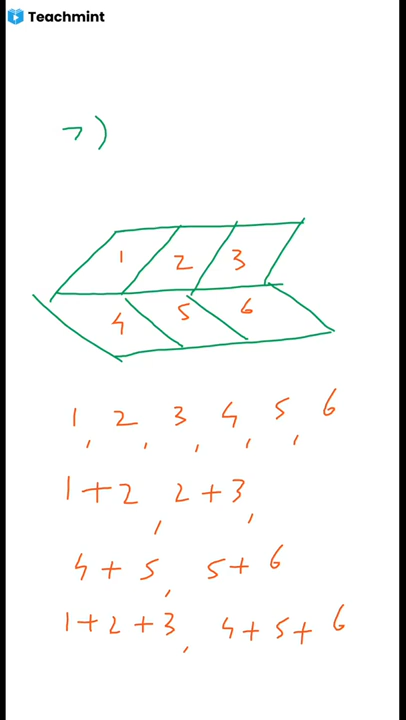 Teachmint
7)
1 2 3
4 5 6
1, 2, 3, 4, 5, 6
1+2, 2+3,
4+5, 5+6
1+2+3, 4+5+6